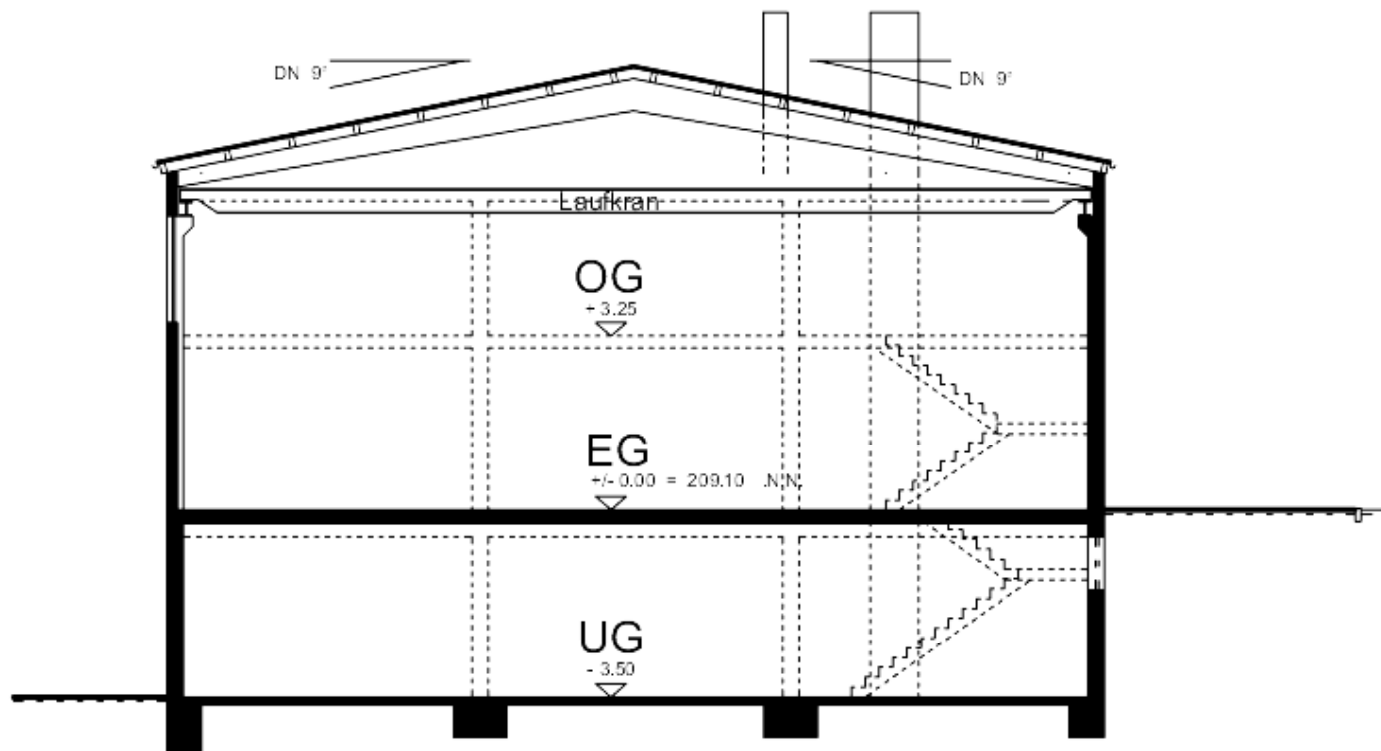 DN 9°
DN 9°
Laufkran
OG
+ 3.25
EG
+/- 0.00 = 209.10 .N.N.
UG
- 3.50